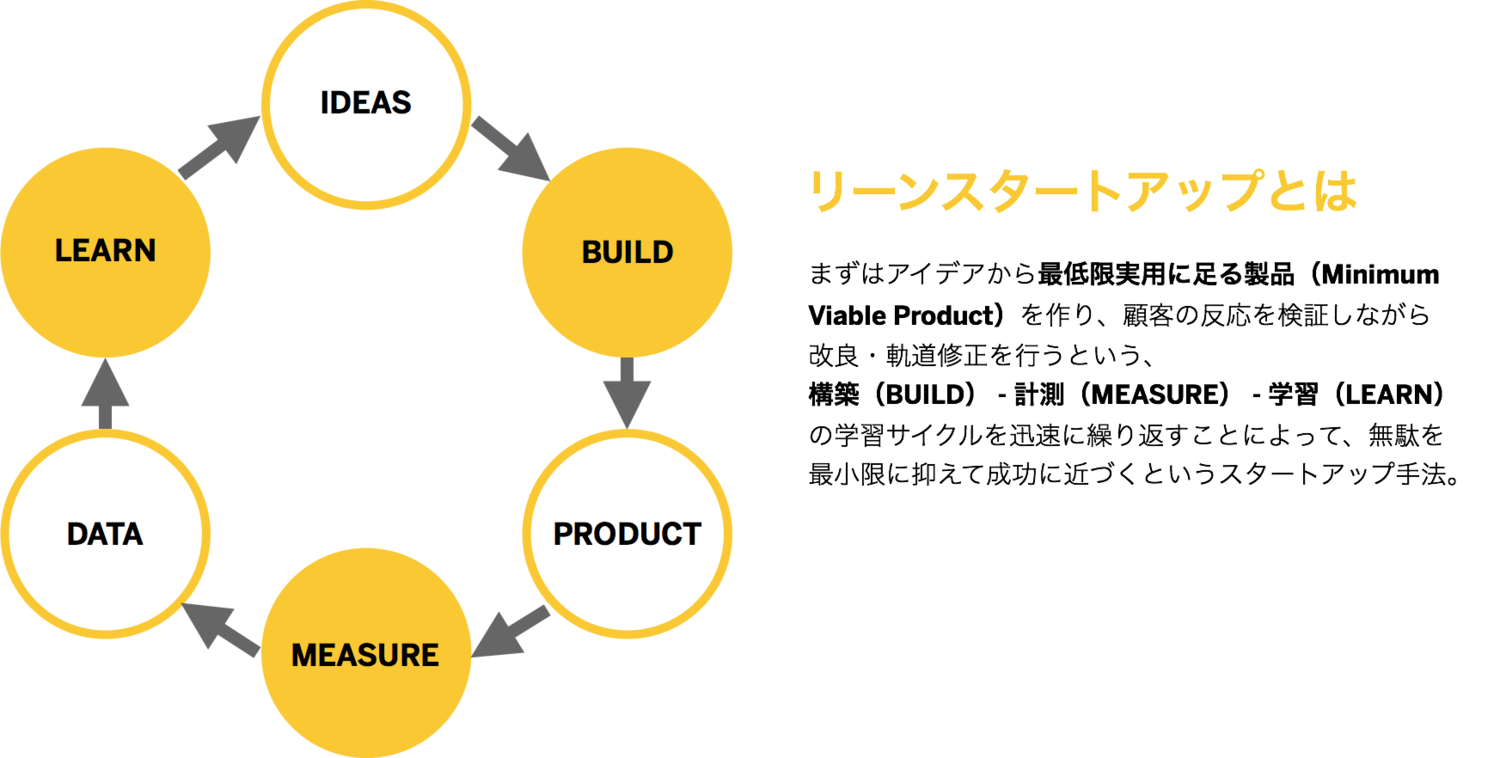 IDEAS
BUILD
PRODUCT
MEASURE
DATA
LEARN
リーンスタートアップとは
まずはアイデアから最低限実用に足る製品（Minimum
Viable Product）を作り、顧客の反応を検証しながら
改良・軌道修正を行うという、
構築（BUILD） - 計測（MEASURE） - 学習（LEARN）
の学習サイクルを迅速に繰り返すことによって、無駄を
最小限に抑えて成功に近づくというスタートアップ手法。